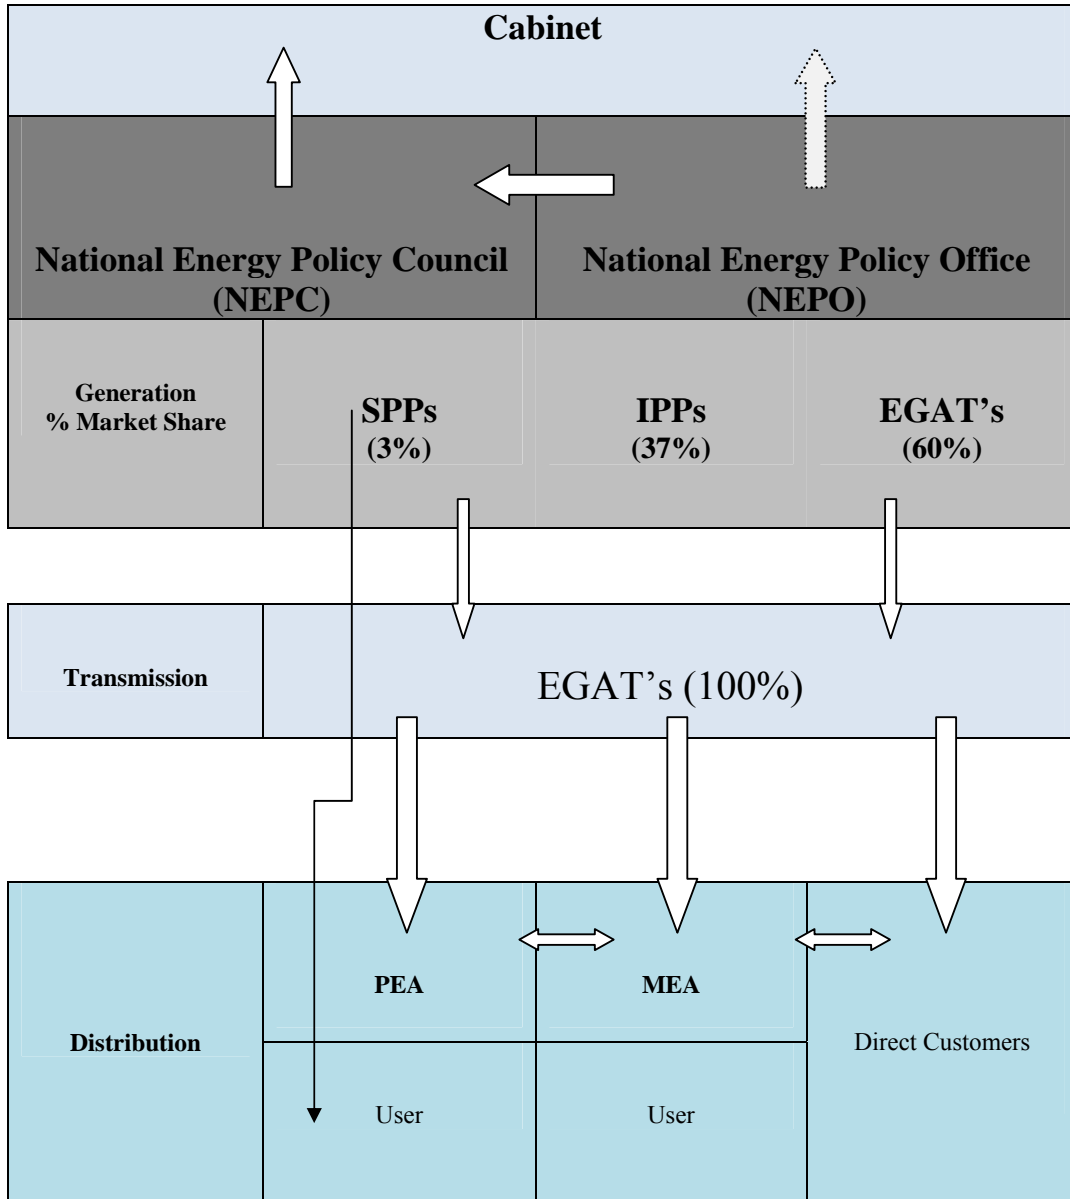 Cabinet
National Energy Policy Council
(NEPC)
National Energy Policy Office
(NEPO)
Generation
% Market Share
SPPs
(3%)
IPPs
(37%)
EGAT’s
(60%)
Transmission
EGAT’s (100%)
Distribution
PEA
MEA
Direct Customers
User
User